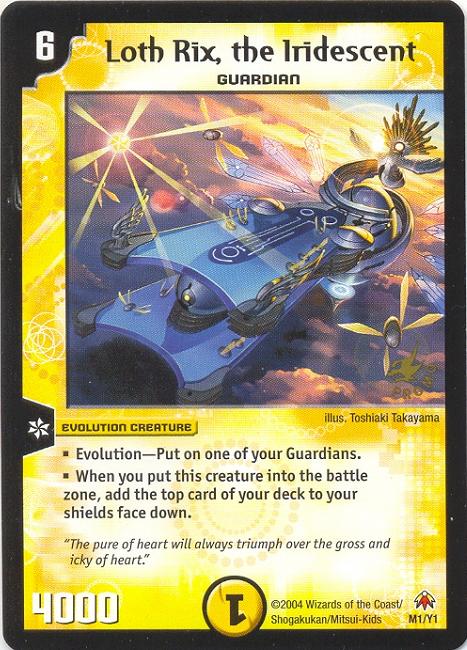 6
Loth Rix, the Iridescent
GUARDIAN
PROMO
illus. Toshiaki Takayama
EVOLUTION CREATURE
▪ Evolution—Put on one of your Guardians.
▪ When you put this creature into the battle
zone, add the top card of your deck to your
shields face down.
"The pure of heart will always triumph over the gross and
icky of heart."
4000
1
©2004 Wizards of the Coast/
Shogakukan/Mitsui-Kids
M1/Y1